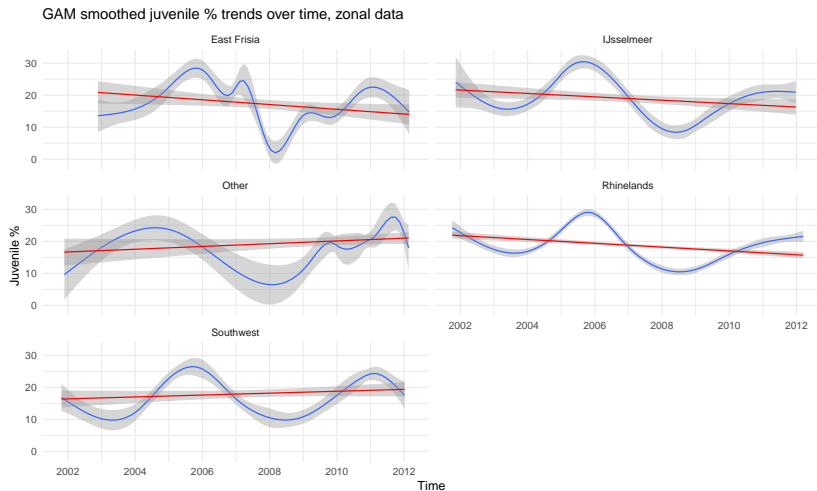 GAM smoothed juvenile % trends over time, zonal data
East Frisia
IJsselmeer
30
20
10
0
Other
Rhinelands
30
20
10
0
2002 2004 2006 2008 2010 2012
Southwest
30
20
10
0
2002 2004 2006 2008 2010 2012
Juvenile %
Time